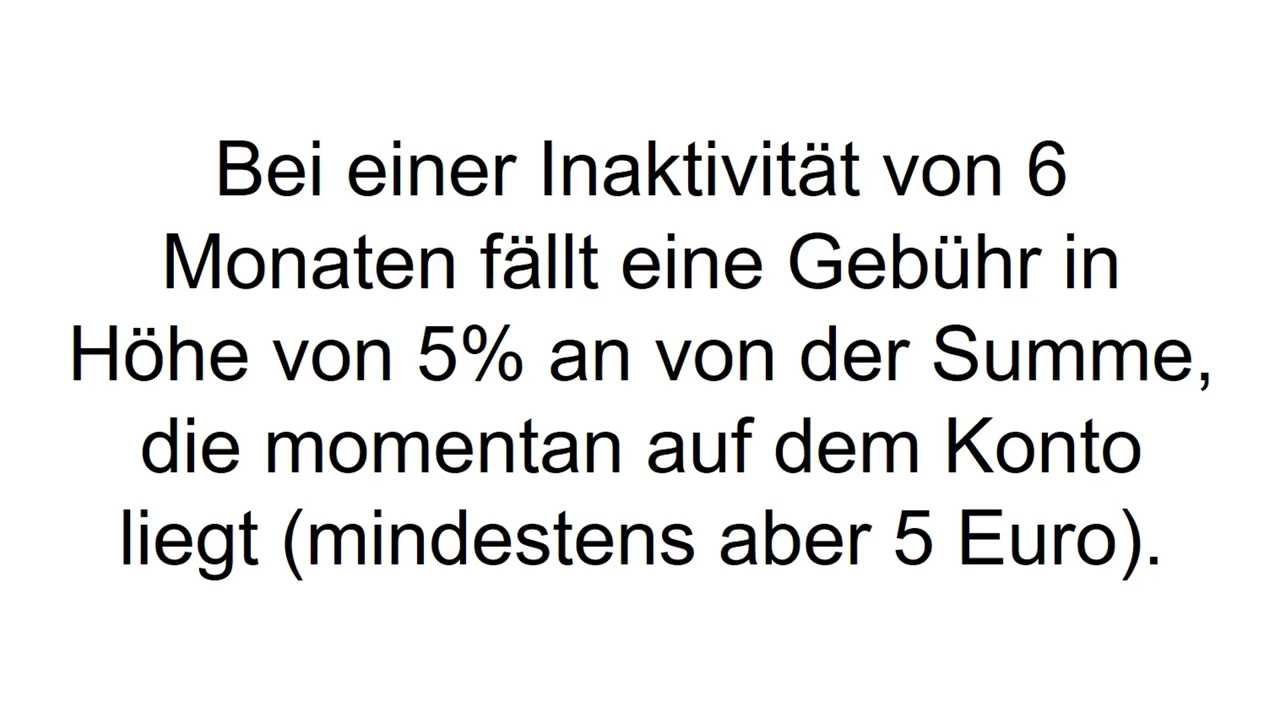 Bei einer Inaktivität von 6
Monaten fällt eine Gebühr in
Höhe von 5% an von der Summe,
die momentan auf dem Konto
liegt (mindestens aber 5 Euro).